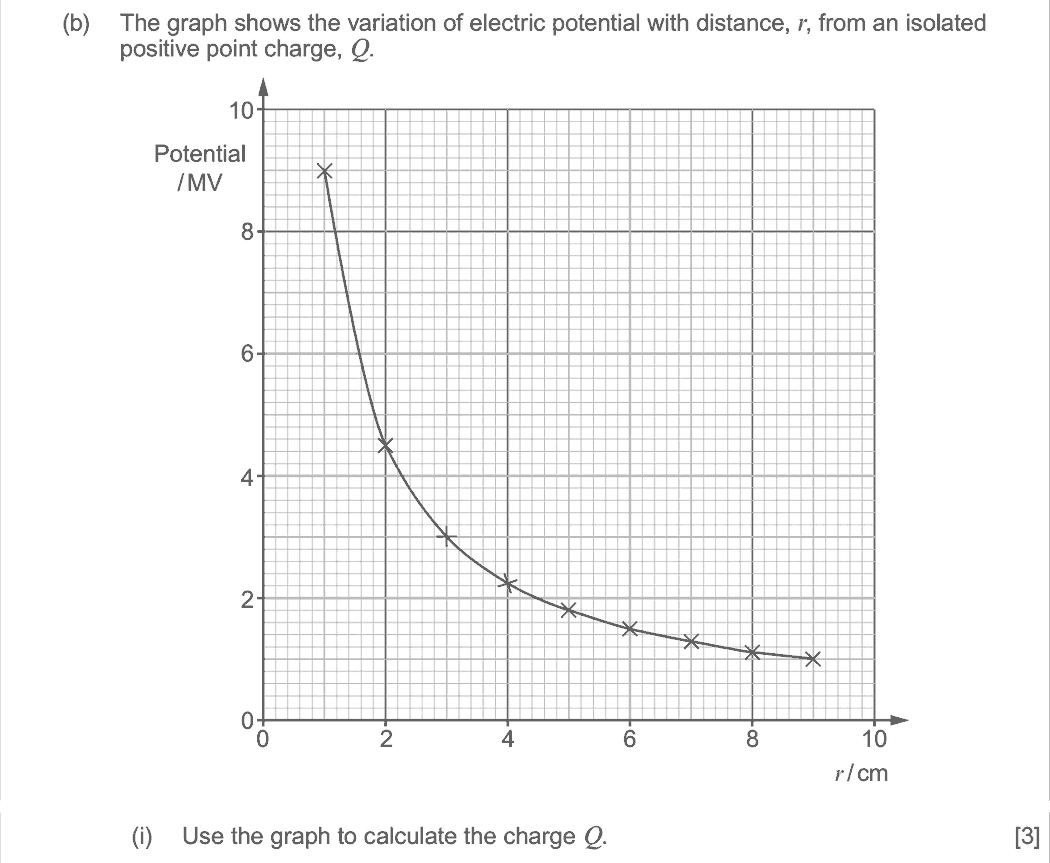 (b) The graph shows the variation of electric potential with distance, r, from an isolated
positive point charge, Q.
10
Potential
/MV
8
6
4
2
0
0 2 4 6 8 10
r/cm
(i) Use the graph to calculate the charge Q. [3]